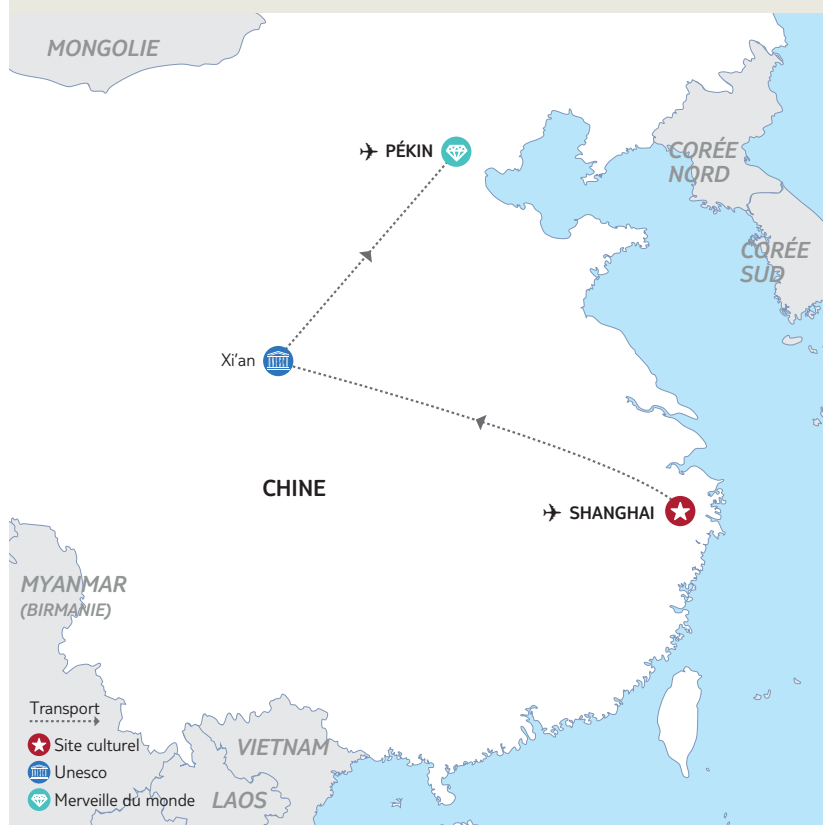 MONGOLIE
PÉKIN
CORÉE
NORD
CORÉE
SUD
Xi'an
CHINE
SHANGHAI
MYANMAR
(BIRMANIE)
Transport
VIETNAM
Site culturel
Unesco
Merveille du monde
LAOS